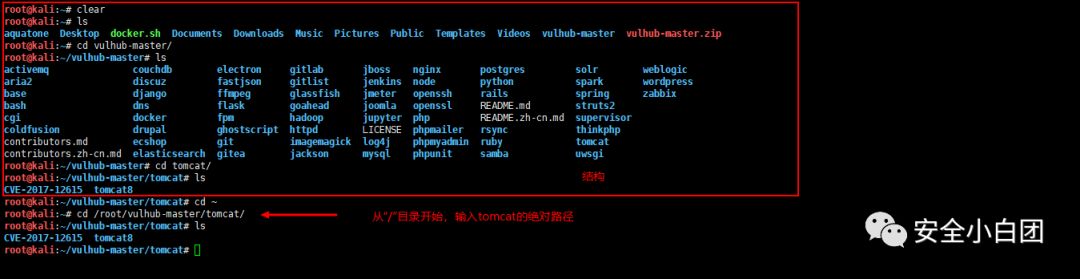 root@kali:~# clear
root@kali:~# ls
aquatone Desktop docker.sh Documents Downloads Music Pictures Public Templates Videos vulhub-master vulhub-master.zip
root@kali:~# cd vulhub-master/
root@kali:~/vulhub-master# ls
activemq couchdb electron gitlab jboss nginx postgres solr weblogic
aria2 discuz fastjson gitlist jenkins node python spark wordpress
base django ffmpeg glassfish jmeter openssh rails spring zabbix
bash dns flask goahead joomla openssl README.md struts2
cgi docker fpm hadoop jupyter php README.zh-cn.md supervisor
coldfusion drupal ghostscript httpd LICENSE phpmailer rsync thinkphp
contributors.md ecshop git imagemagick log4j phpmyadmin ruby tomcat
contributors.zh-cn.md elasticsearch gitea jackson mysql phpunit samba uwsgi
root@kali:~/vulhub-master# cd tomcat/
root@kali:~/vulhub-master/tomcat# ls
结构
CVE-2017-12615 tomcat8
root@kali:~/vulhub-master/tomcat# cd ~
root@kali:~# cd /root/vulhub-master/tomcat/
从“/”目录开始，输入tomcat的绝对路径
root@kali:~/vulhub-master/tomcat# ls
CVE-2017-12615 tomcat8
root@kali:~/vulhub-master/tomcat#
安全小白团